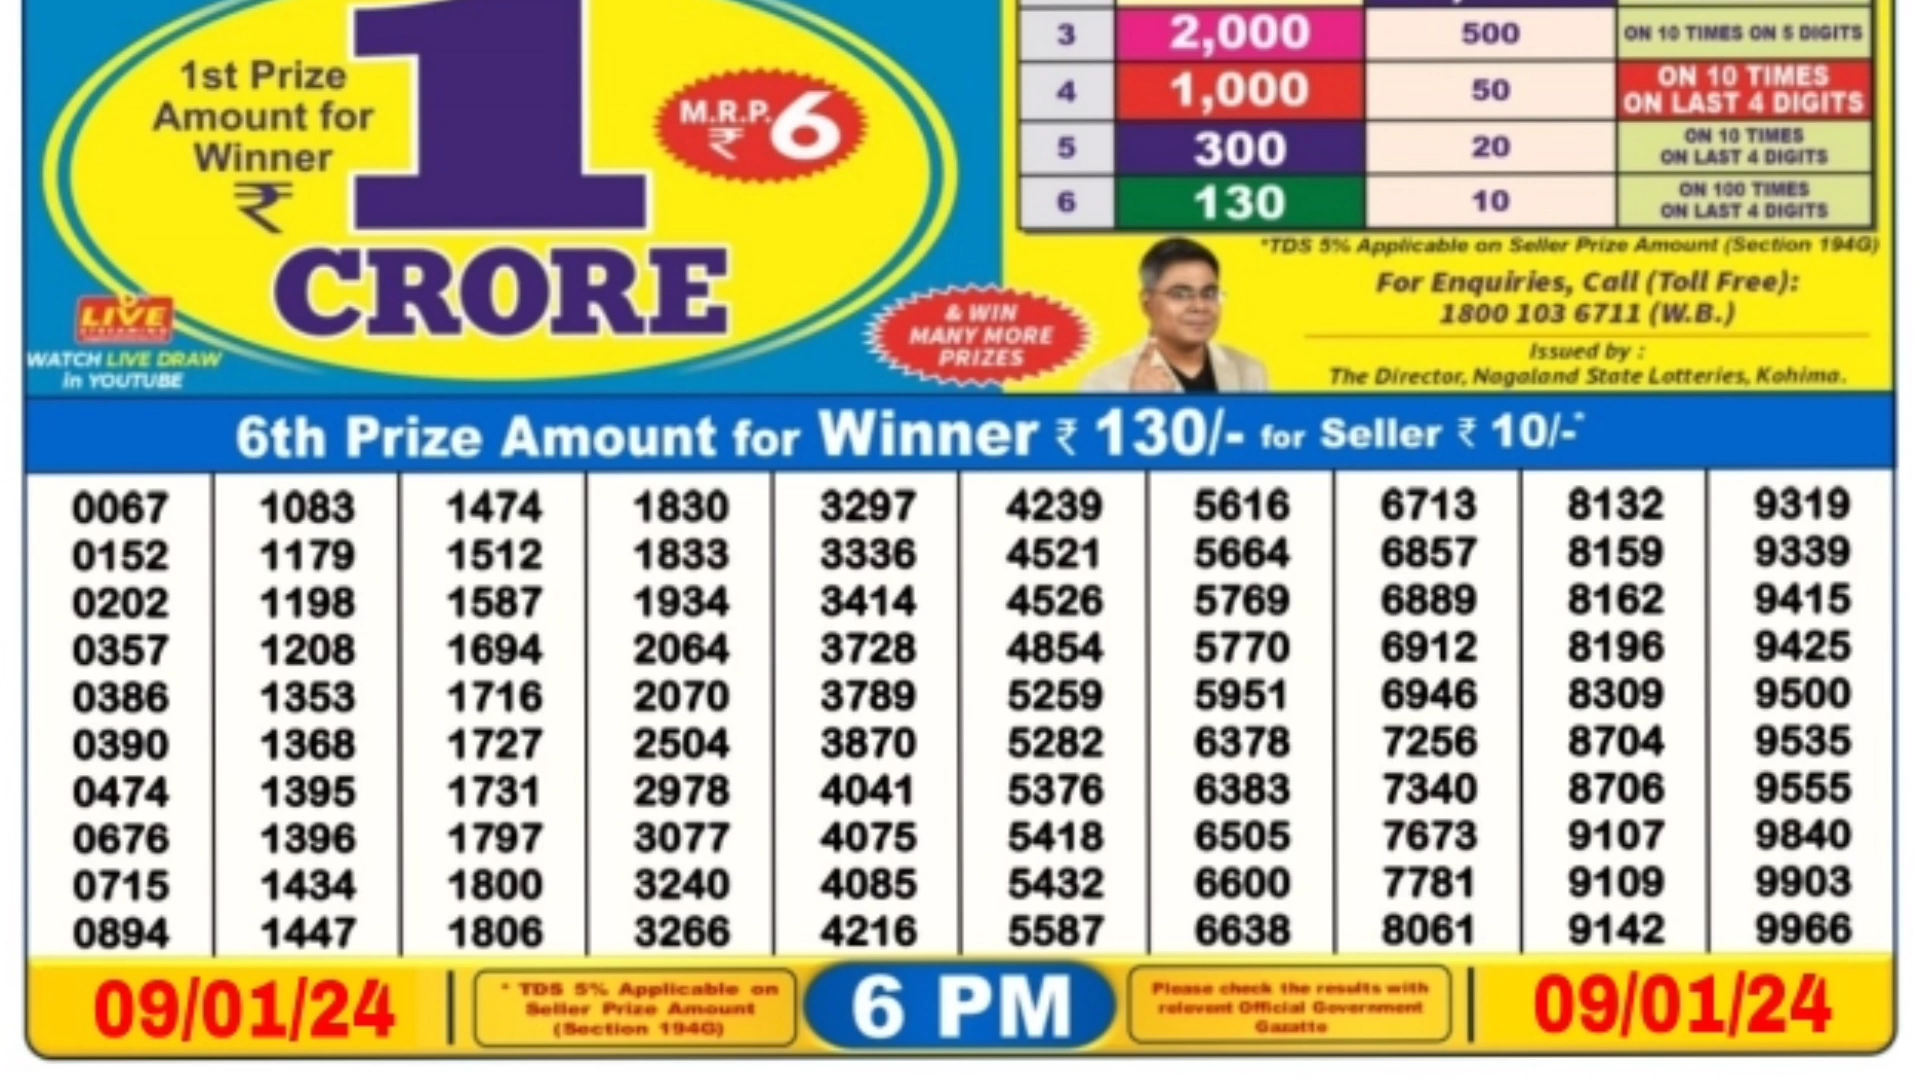 1st Prize
Amount for
Winner
₹
1
CRORE
M.R.P.
₹ 6
LIVE
STREAMING
WATCH LIVE DRAW
in YOUTUBE
& WIN
MANY MORE
PRIZES
3 2,000 500 ON 10 TIMES ON 5 DIGITS
4 1,000 50 ON 10 TIMES
ON LAST 4 DIGITS
5 300 20 ON 10 TIMES
ON LAST 4 DIGITS
6 130 10 ON 100 TIMES
ON LAST 4 DIGITS
*TDS 5% Applicable on Seller Prize Amount (Section 194G)
For Enquiries, Call (Toll Free):
1800 103 6711 (W.B.)
Issued by :
The Director, Nagaland State Lotteries, Kohima.
6th Prize Amount for Winner ₹ 130/- for Seller ₹ 10/-*
0067 1083 1474 1830 3297 4239 5616 6713 8132 9319
0152 1179 1512 1833 3336 4521 5664 6857 8159 9339
0202 1198 1587 1934 3414 4526 5769 6889 8162 9415
0357 1208 1694 2064 3728 4854 5770 6912 8196 9425
0386 1353 1716 2070 3789 5259 5951 6946 8309 9500
0390 1368 1727 2504 3870 5282 6378 7256 8704 9535
0474 1395 1731 2978 4041 5376 6383 7340 8706 9555
0676 1396 1797 3077 4075 5418 6505 7673 9107 9840
0715 1434 1800 3240 4085 5432 6600 7781 9109 9903
0894 1447 1806 3266 4216 5587 6638 8061 9142 9966
09/01/24
* TDS 5% Applicable on
Seller Prize Amount
(Section 194G)
6 PM
Please check the results with
relevent Official Government
Gazatte
09/01/24